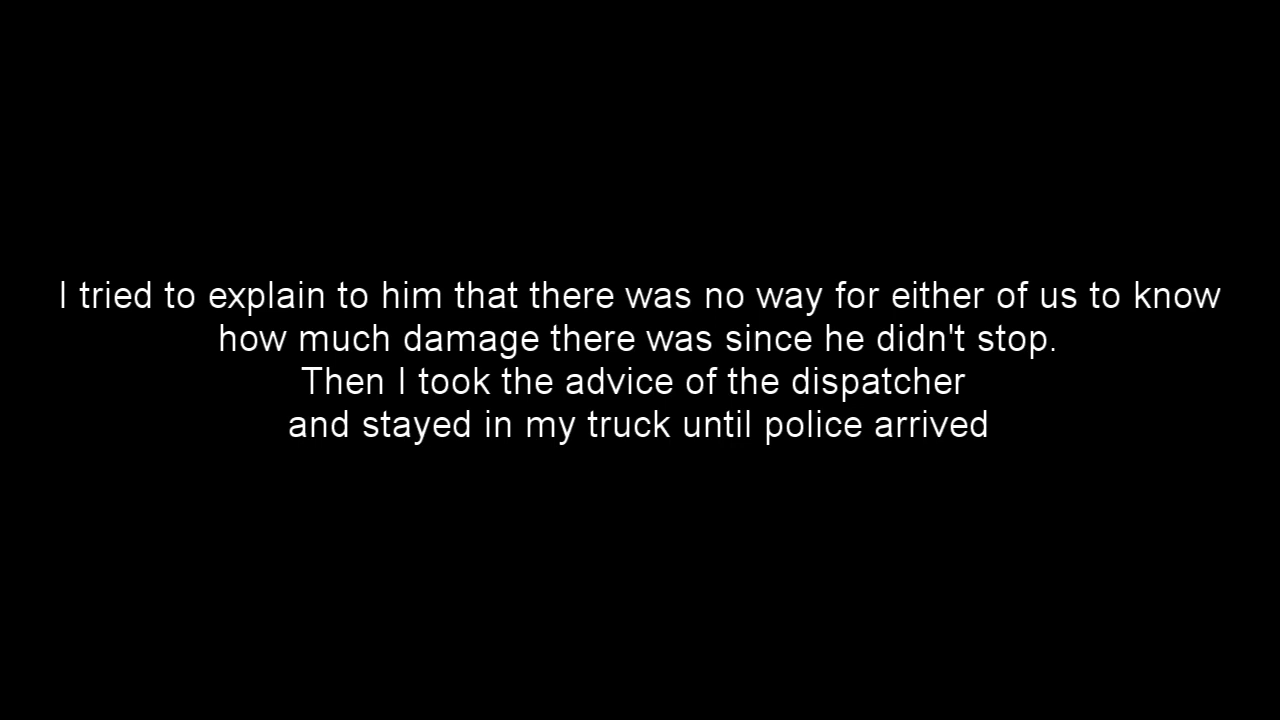 I tried to explain to him that there was no way for either of us to know
how much damage there was since he didn't stop.
Then I took the advice of the dispatcher
and stayed in my truck until police arrived